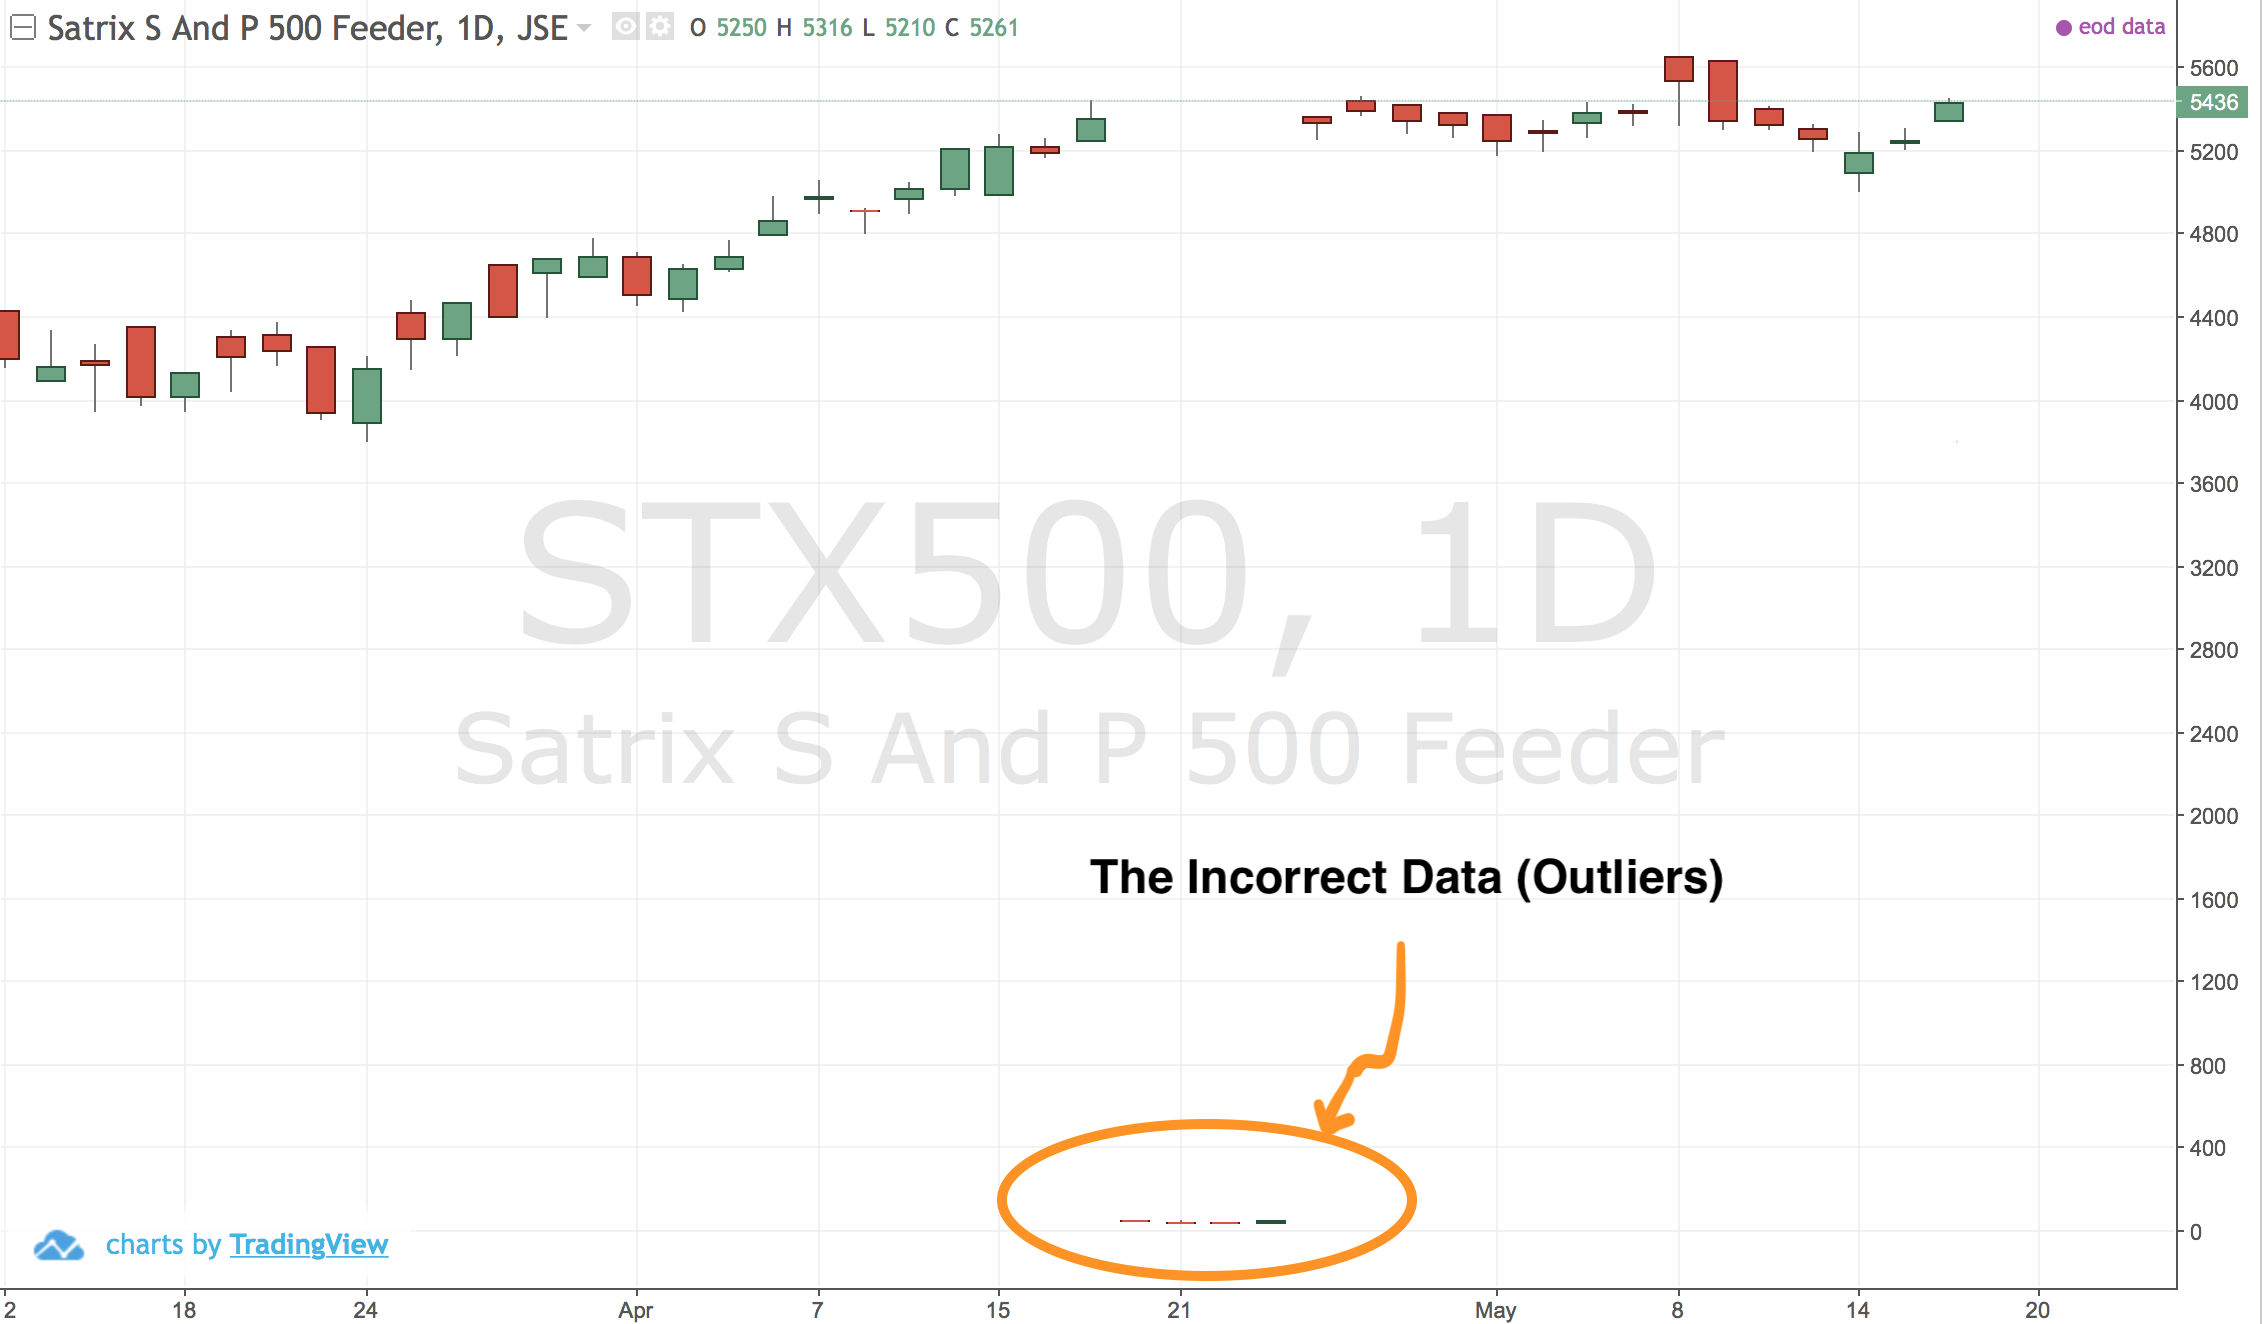 Satrix S And P 500 Feeder, 1D, JSE O 5250 H 5316 L 5210 C 5261
eod data
5600
5436
5200
4800
4400
4000
3600
STX500, 1D
3200
2800
Satrix S And P 500 Feeder
2400
2000
The Incorrect Data (Outliers)
1600
1200
800
400
0
charts by TradingView
2 18 24 Apr 7 15 21 May 8 14 20